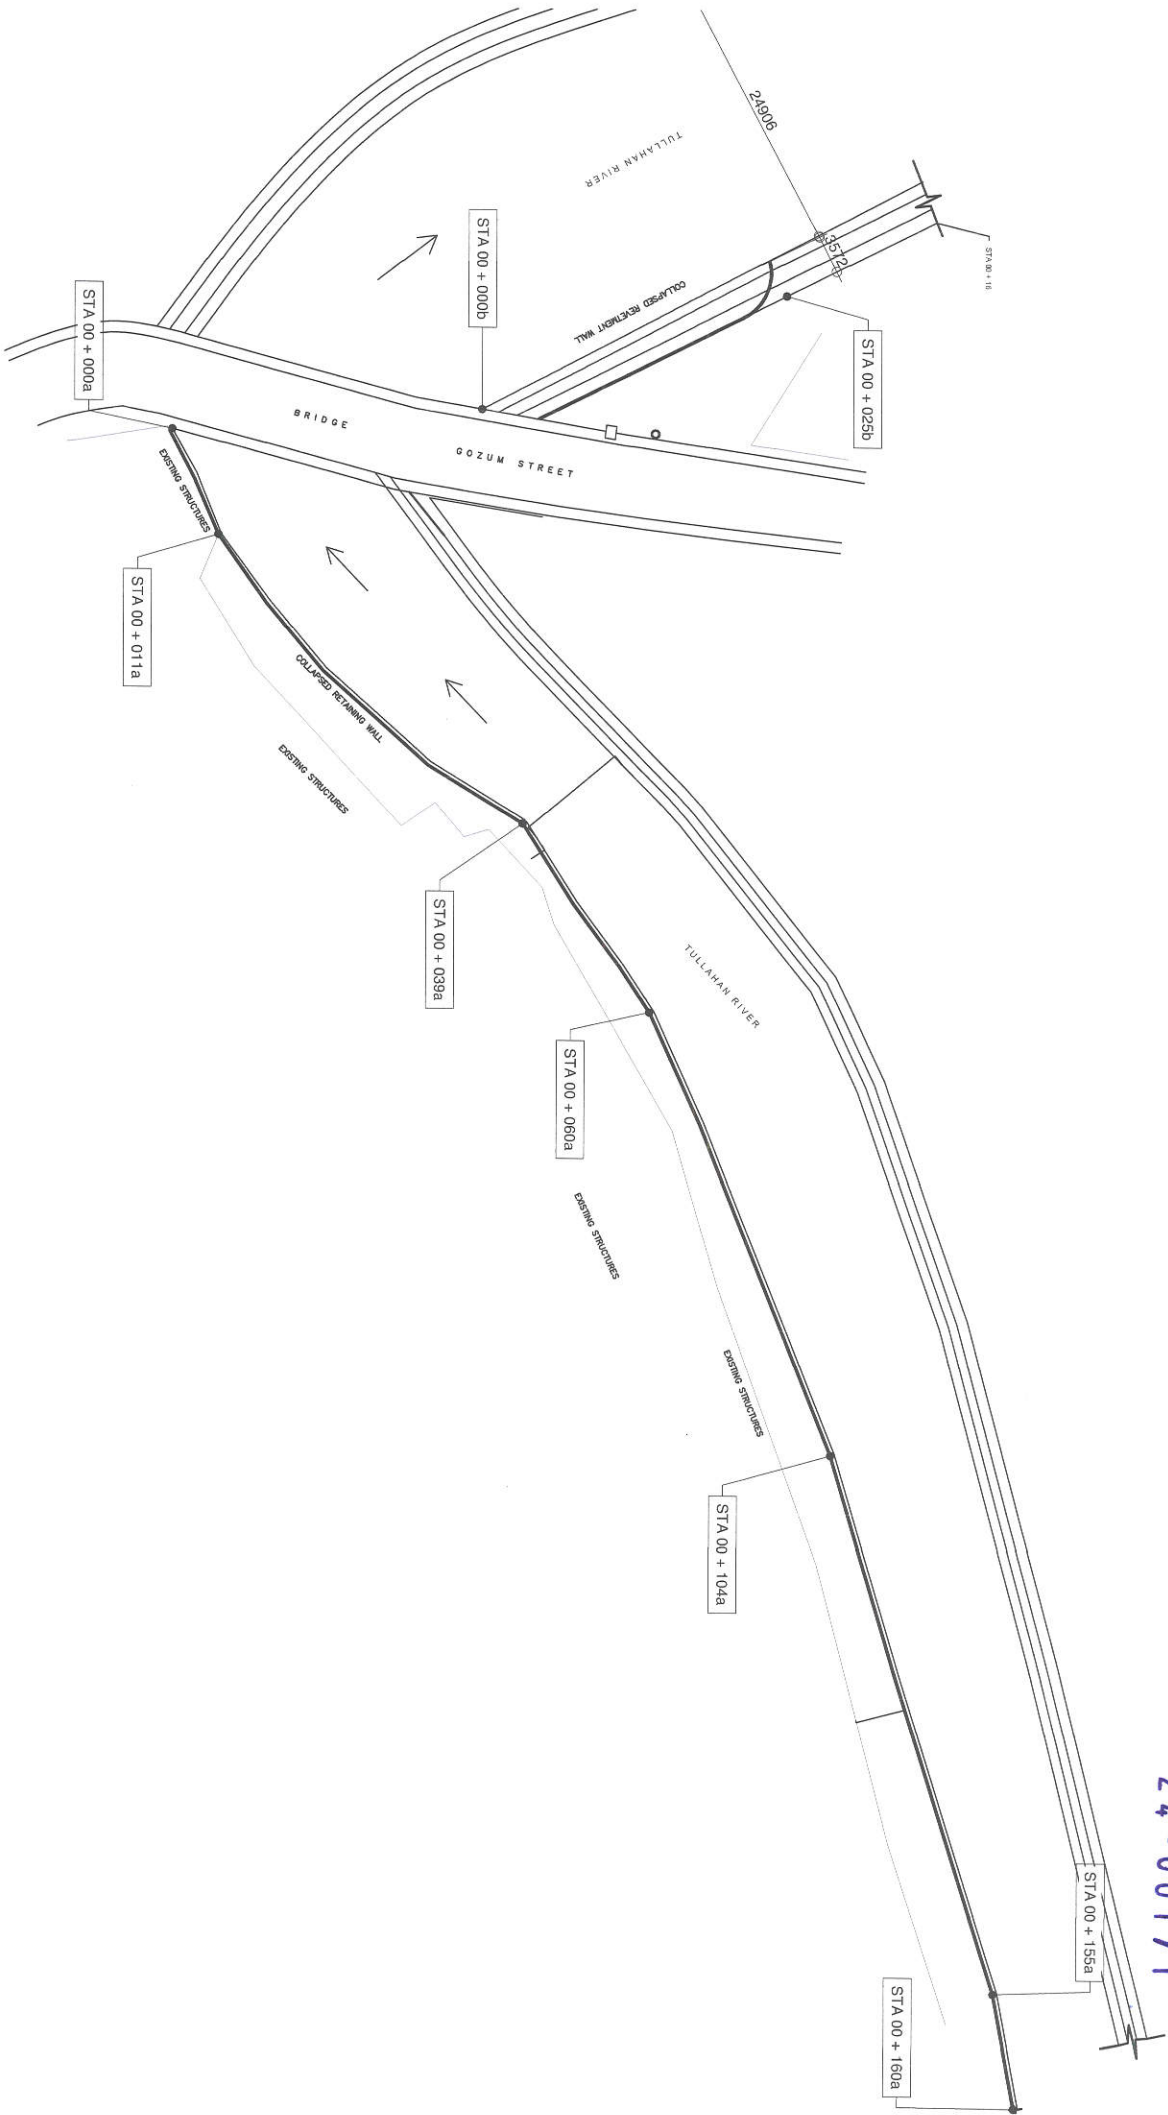 24906
TULLAHAN RIVER
3572
STA 00 + 16
STA 00 + 000b
COLLAPSED REVETMENT WALL
STA 00 + 025b
STA 00 + 000a
BRIDGE
GOZUM STREET
EXISTING STRUCTURES
STA 00 + 011a
COLLAPSED RETAINING WALL
EXISTING STRUCTURES
STA 00 + 039a
TULLAHAN RIVER
STA 00 + 060a
EXISTING STRUCTURES
EXISTING STRUCTURES
STA 00 + 104a
STA 00 + 155a
STA 00 + 160a